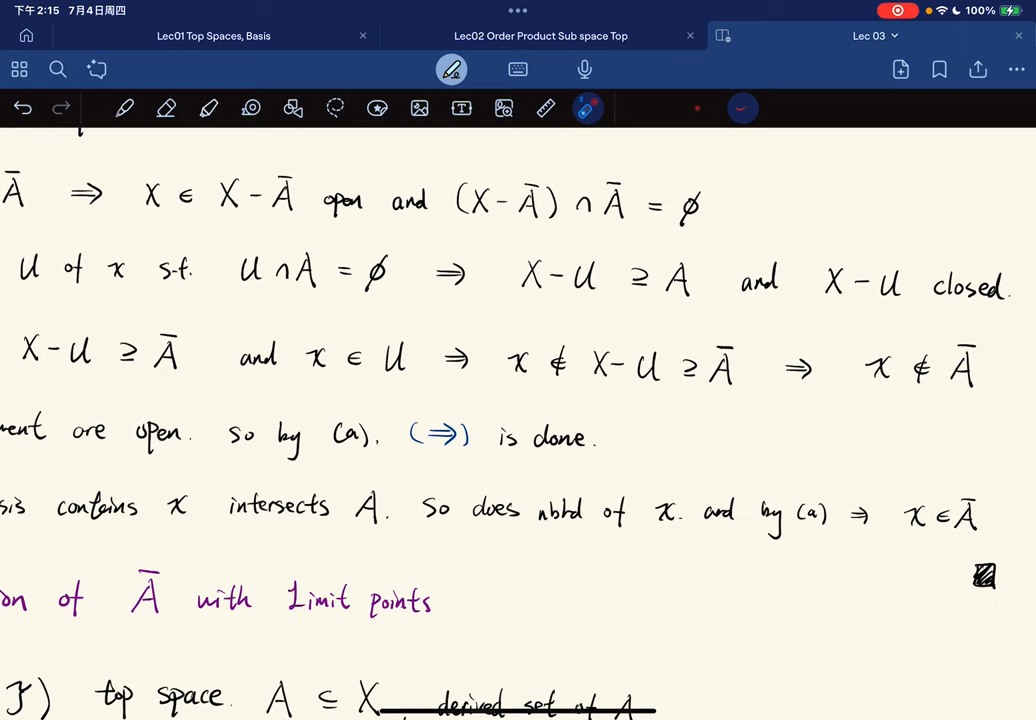 下午2:15 7月4日周四
100%
Lec01 Top Spaces, Basis
Lec02 Order Product Sub space Top
Lec 03
Ā ⇒ x ∈ X - Ā open and (X - Ā) ∩ Ā = ∅
U of x s.t. U ∩ A = ∅ ⇒ X - U ⊇ A and X - U closed.
X - U ⊇ Ā and x ∈ U ⇒ x ∉ X - U ⊇ Ā ⇒ x ∉ Ā
ment are open. so by (a), (⇒) is done.
sis contains x intersects A. So does nbhd of x. and by (a) ⇒ x ∈ Ā
on of Ā with Limit points
) top space. A ⊆ X, derived set of A